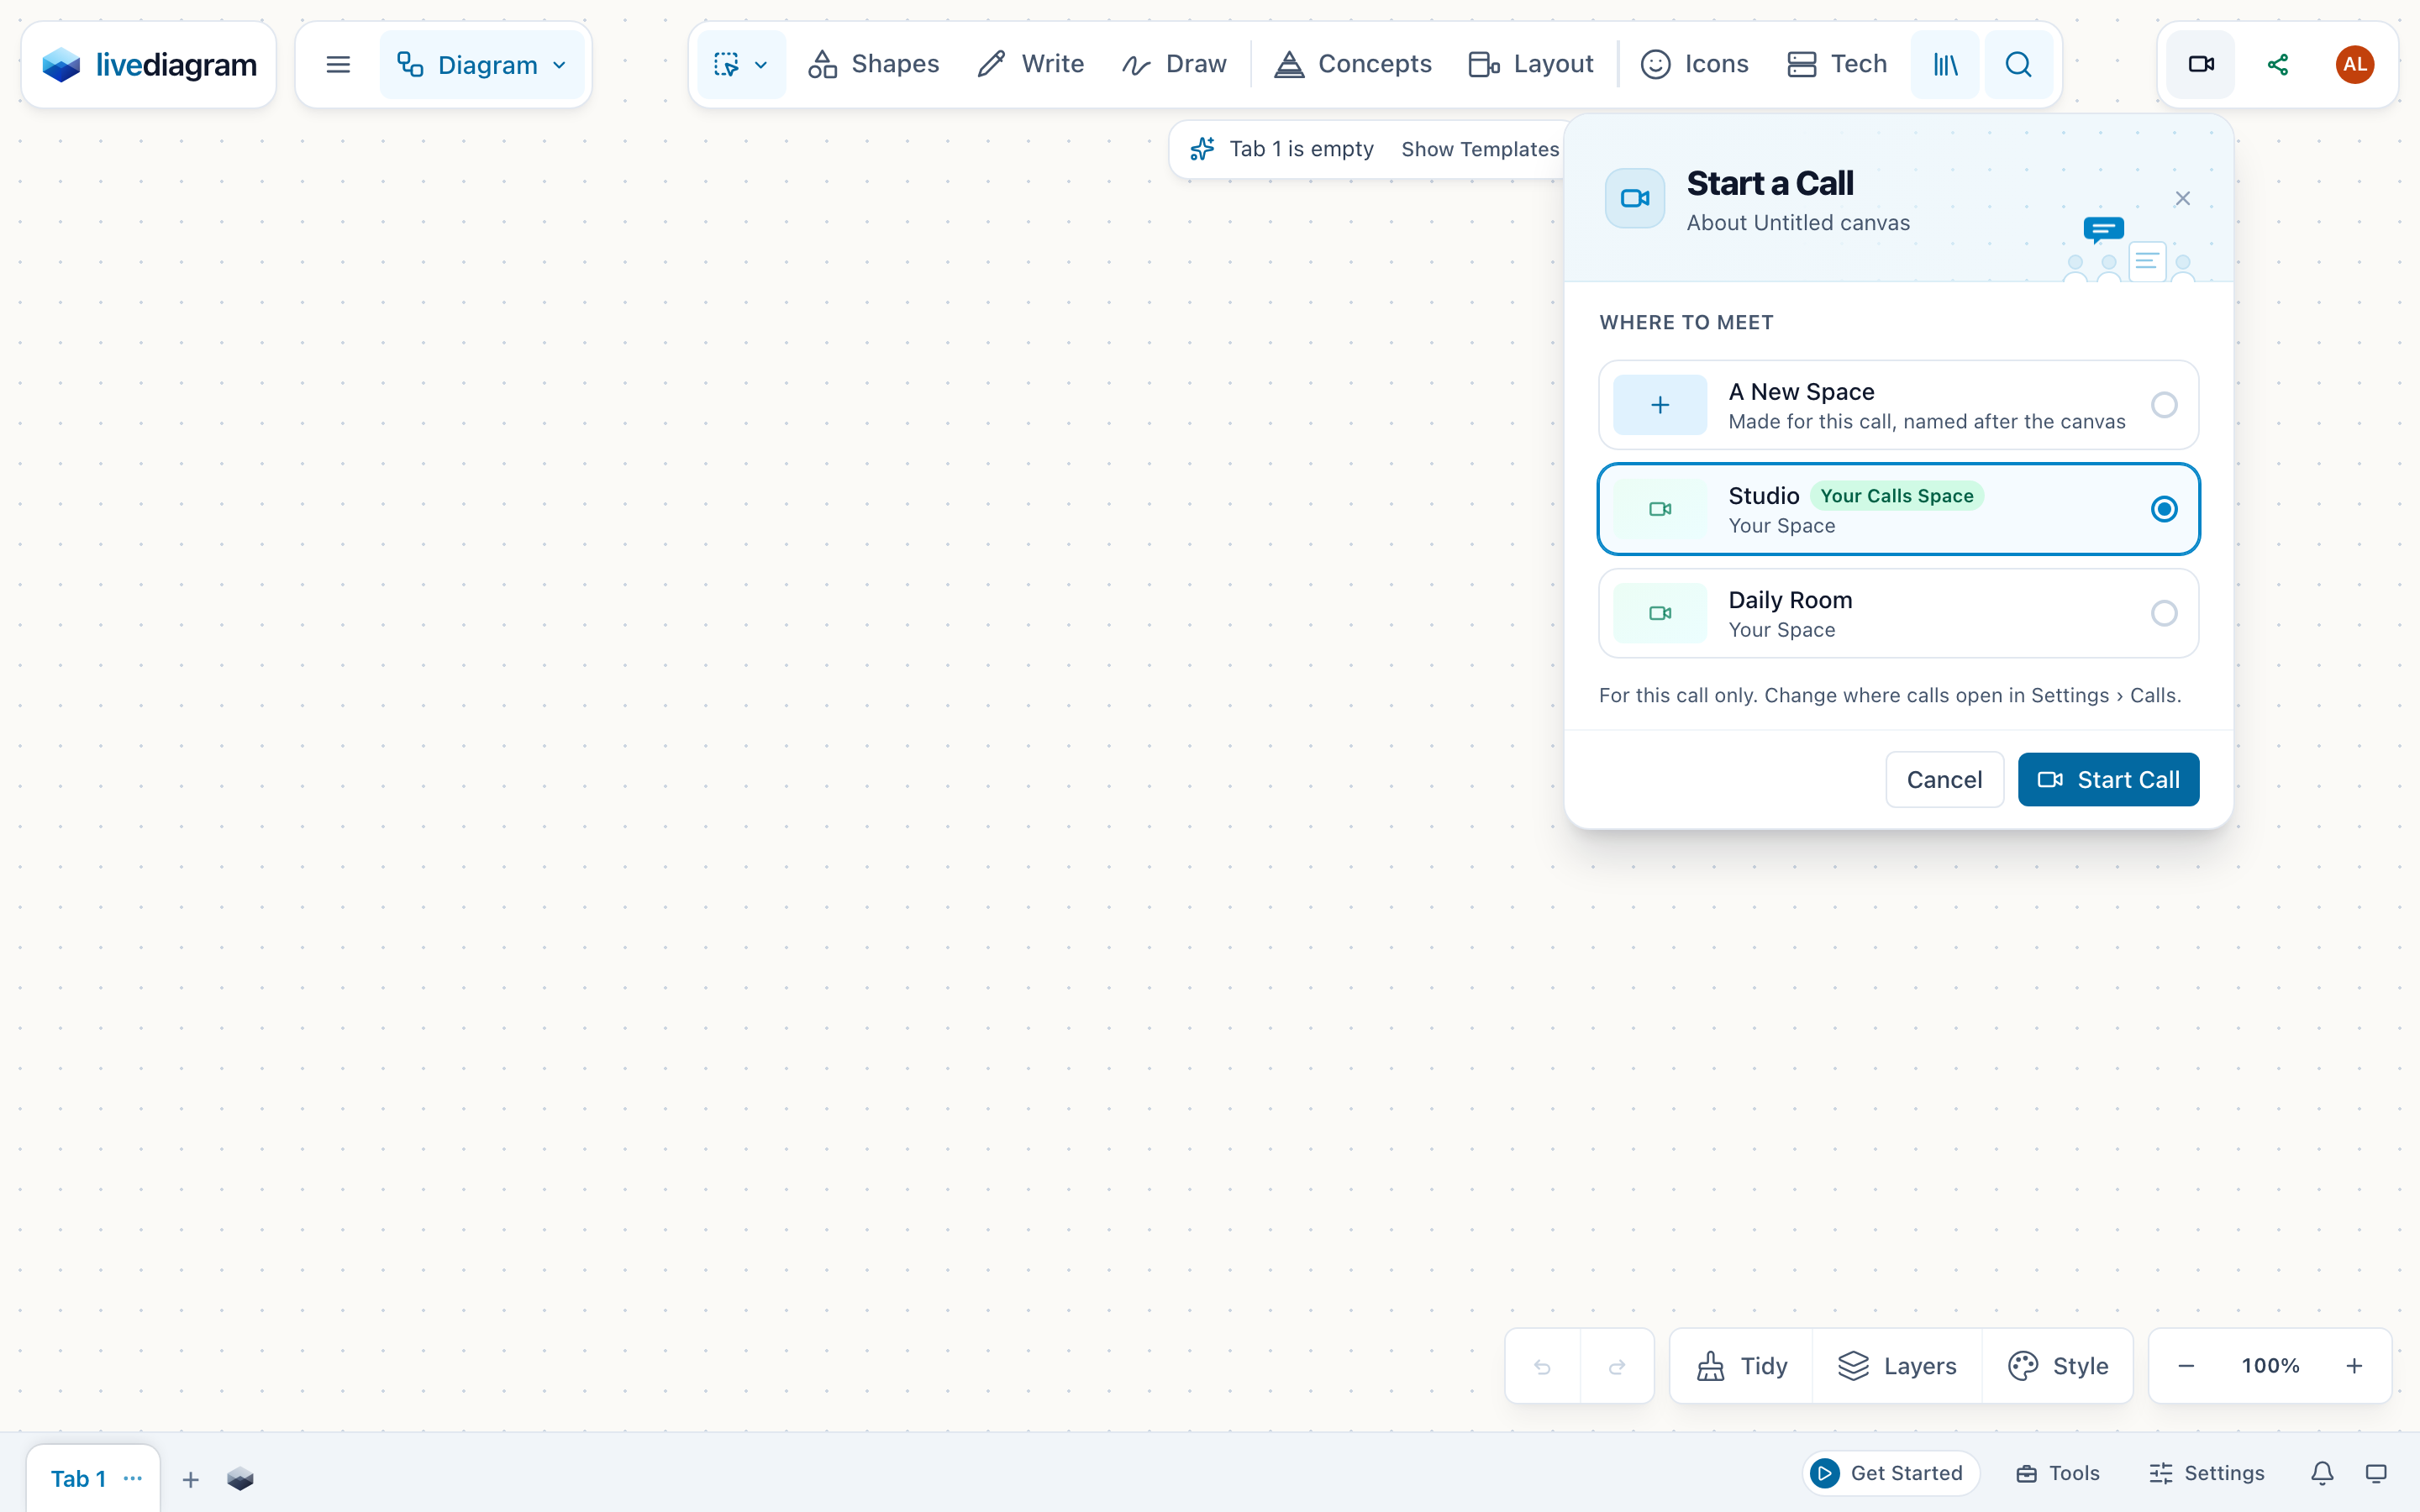 livediagram
Diagram
Shapes
Write
Draw
Concepts
Layout
Icons
Tech
AL
Tab 1 is empty
Show Templates
Start a Call
About Untitled canvas
WHERE TO MEET
A New Space
Made for this call, named after the canvas
Studio
Your Calls Space
Your Space
Daily Room
Your Space
For this call only. Change where calls open in Settings › Calls.
Cancel
Start Call
Tidy
Layers
Style
100%
Tab 1
Get Started
Tools
Settings